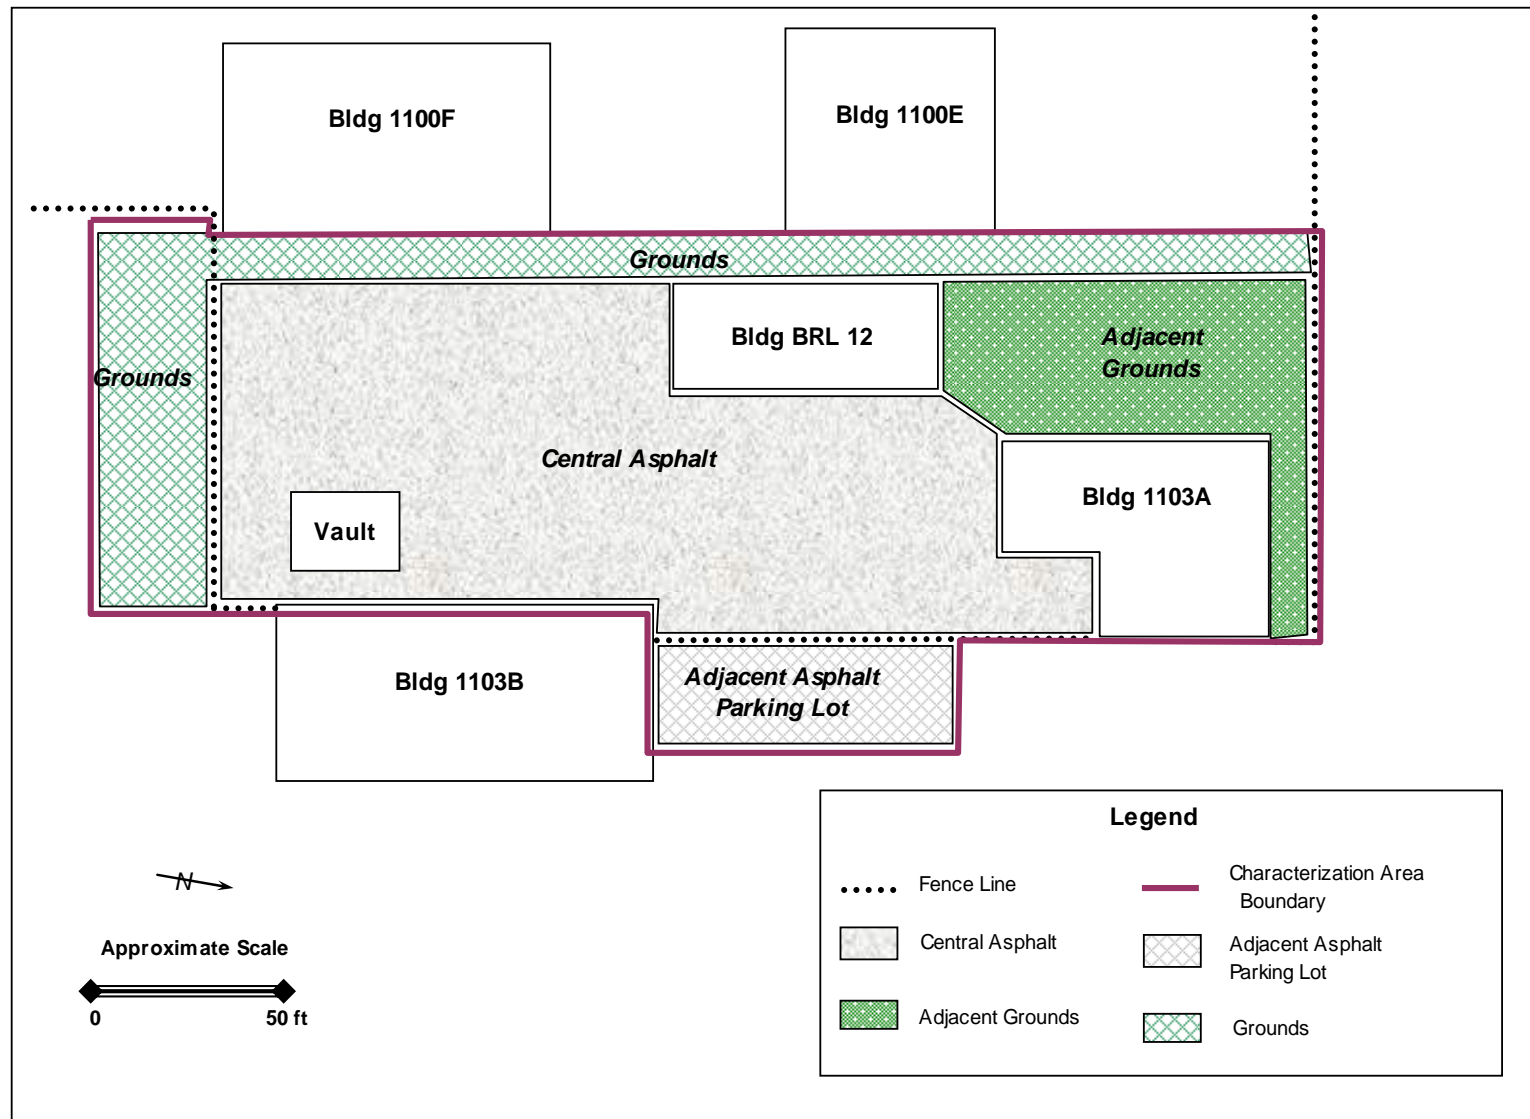 Bldg 1100F
Bldg 1100E
Grounds
Bldg BRL 12
Adjacent
Grounds
Grounds
Central Asphalt
Bldg 1103A
Vault
Bldg 1103B
Adjacent Asphalt
Parking Lot
Legend
Fence Line
Characterization Area
Boundary
Central Asphalt
Adjacent Asphalt
Parking Lot
Adjacent Grounds
Grounds
N
Approximate Scale
0 50 ft